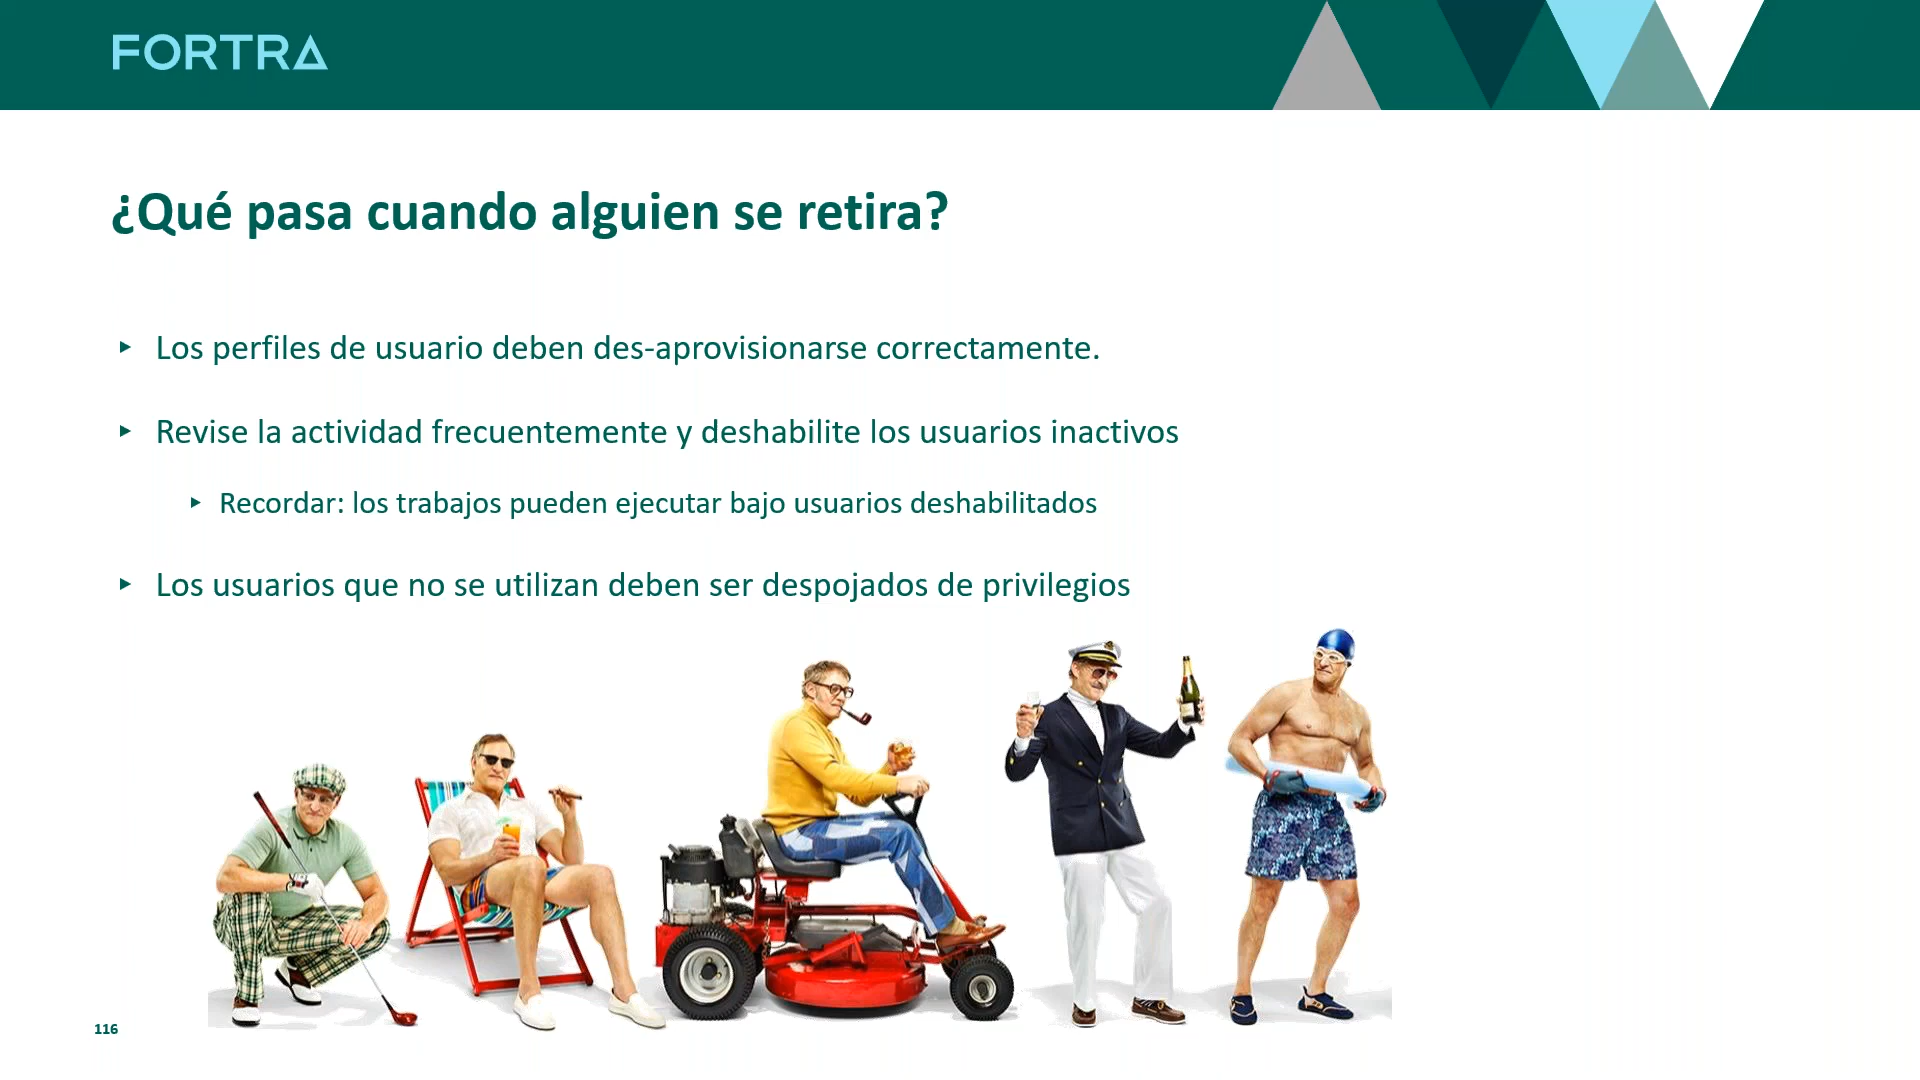 FORTRA
¿Qué pasa cuando alguien se retira?
Los perfiles de usuario deben des-aprovisionarse correctamente.
Revise la actividad frecuentemente y deshabilite los usuarios inactivos
Recordar: los trabajos pueden ejecutar bajo usuarios deshabilitados
Los usuarios que no se utilizan deben ser despojados de privilegios
116